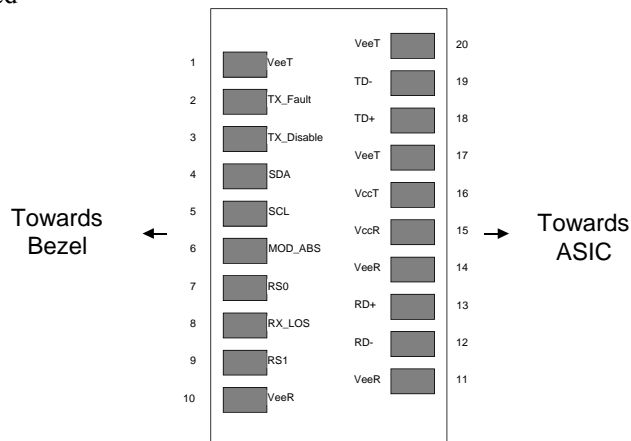 VeeT 20
1 VeeT
TD- 19
2 TX_Fault
TD+ 18
3 TX_Disable
VeeT 17
4 SDA
VccT 16
5 SCL
Towards
Bezel
VccR 15
Towards
ASIC
6 MOD_ABS
VeeR 14
7 RS0
RD+ 13
8 RX_LOS
RD- 12
9 RS1
VeeR 11
10 VeeR